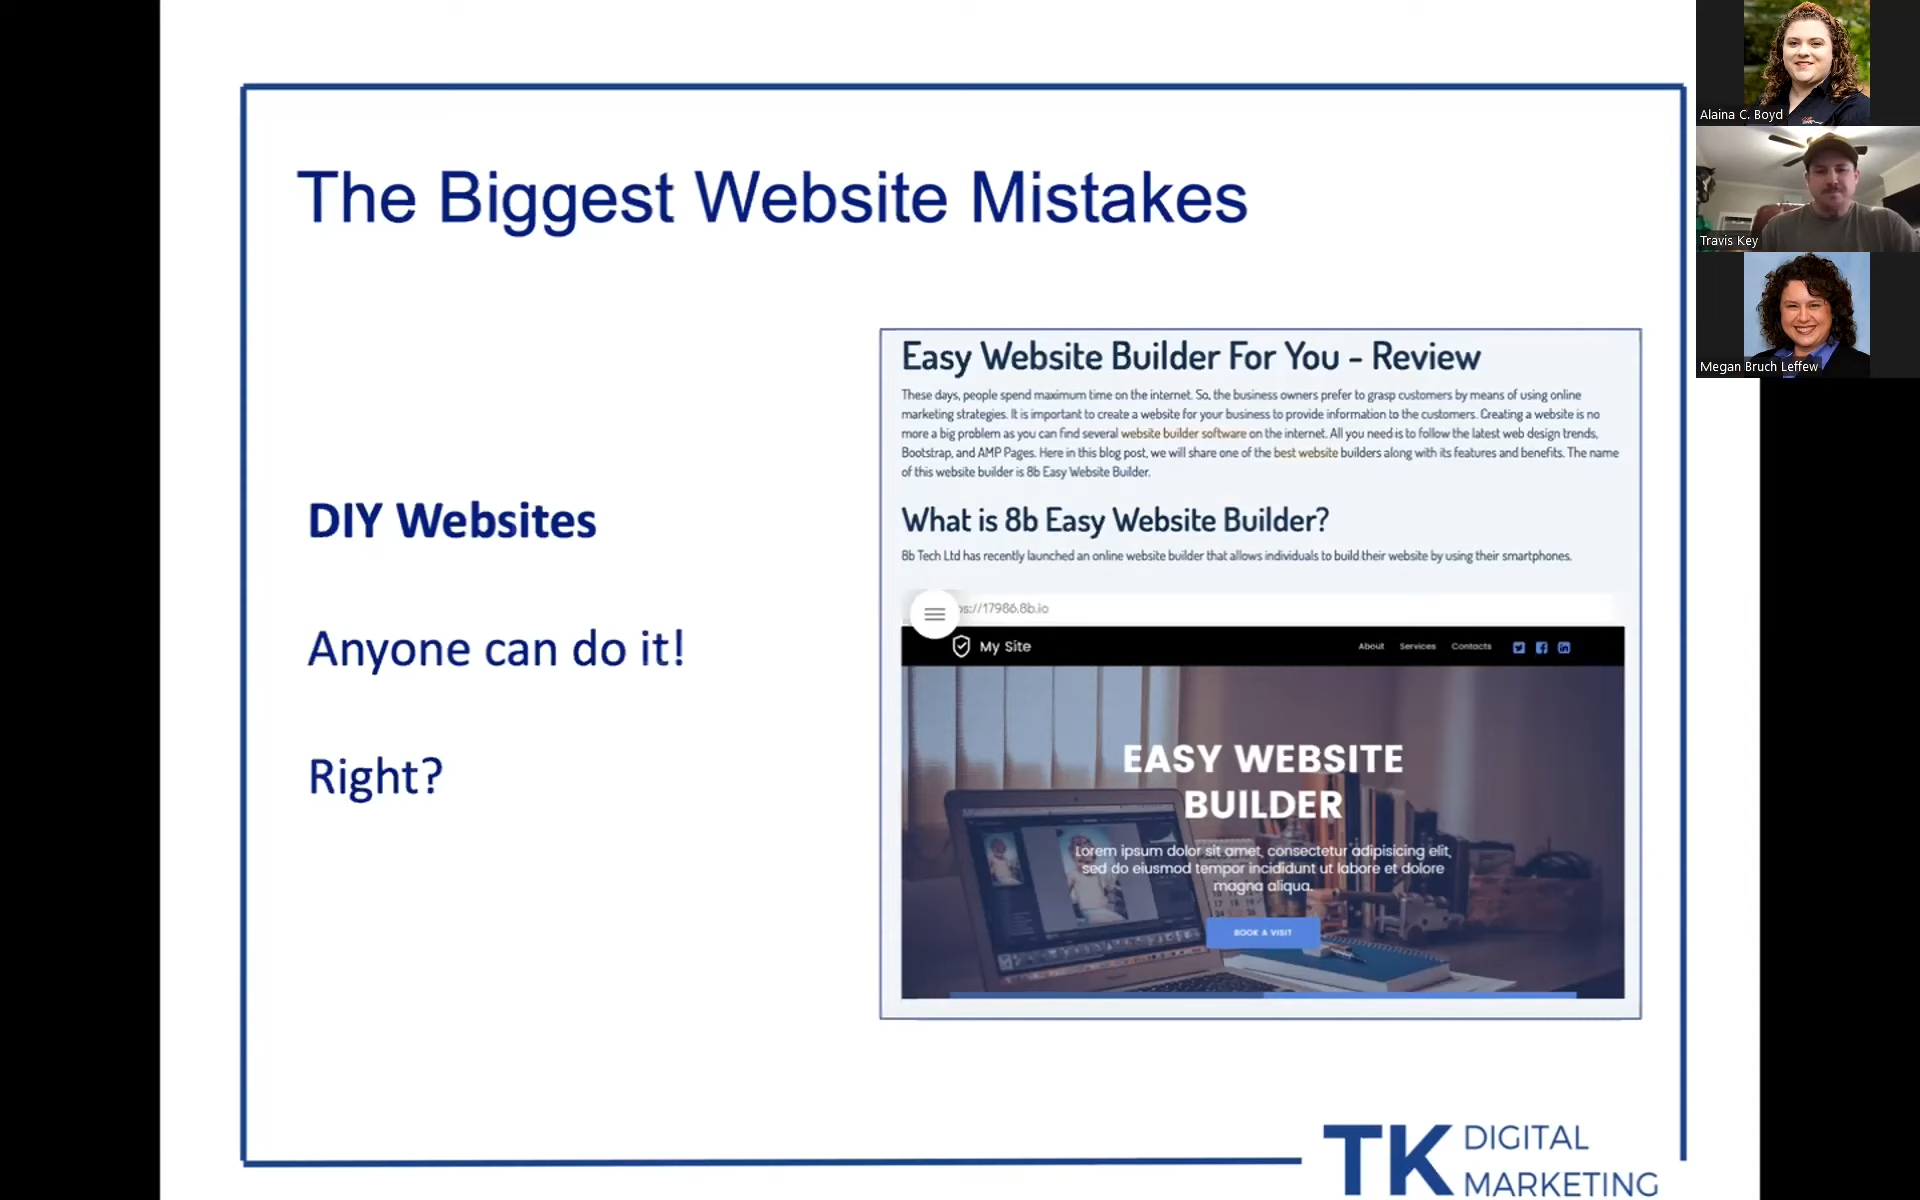 The Biggest Website Mistakes
DIY Websites
Anyone can do it!
Right?
Easy Website Builder For You - Review
These days, people spend maximum time on the internet. So, the business owners prefer to grasp customers by means of using online
marketing strategies. It is important to create a website for your business to provide information to the customers. Creating a website is no
more a big problem as you can find several website builder software on the internet. All you need is to follow the latest web design trends,
Bootstrap, and AMP Pages. Here in this blog post, we will share one of the best website builders along with its features and benefits. The name
of this website builder is 8b Easy Website Builder.
What is 8b Easy Website Builder?
8b Tech Ltd has recently launched an online website builder that allows individuals to build their website by using their smartphones.
ps://17986.8b.io
My Site
About Services Contacts
EASY WEBSITE
BUILDER
Lorem ipsum dolor sit amet, consectetur adipisicing elit,
sed do eiusmod tempor incididunt ut labore et dolore
magna aliqua.
BOOK A VISIT
TK DIGITAL
MARKETING
Alaina C. Boyd
Travis Key
Megan Bruch Leffew